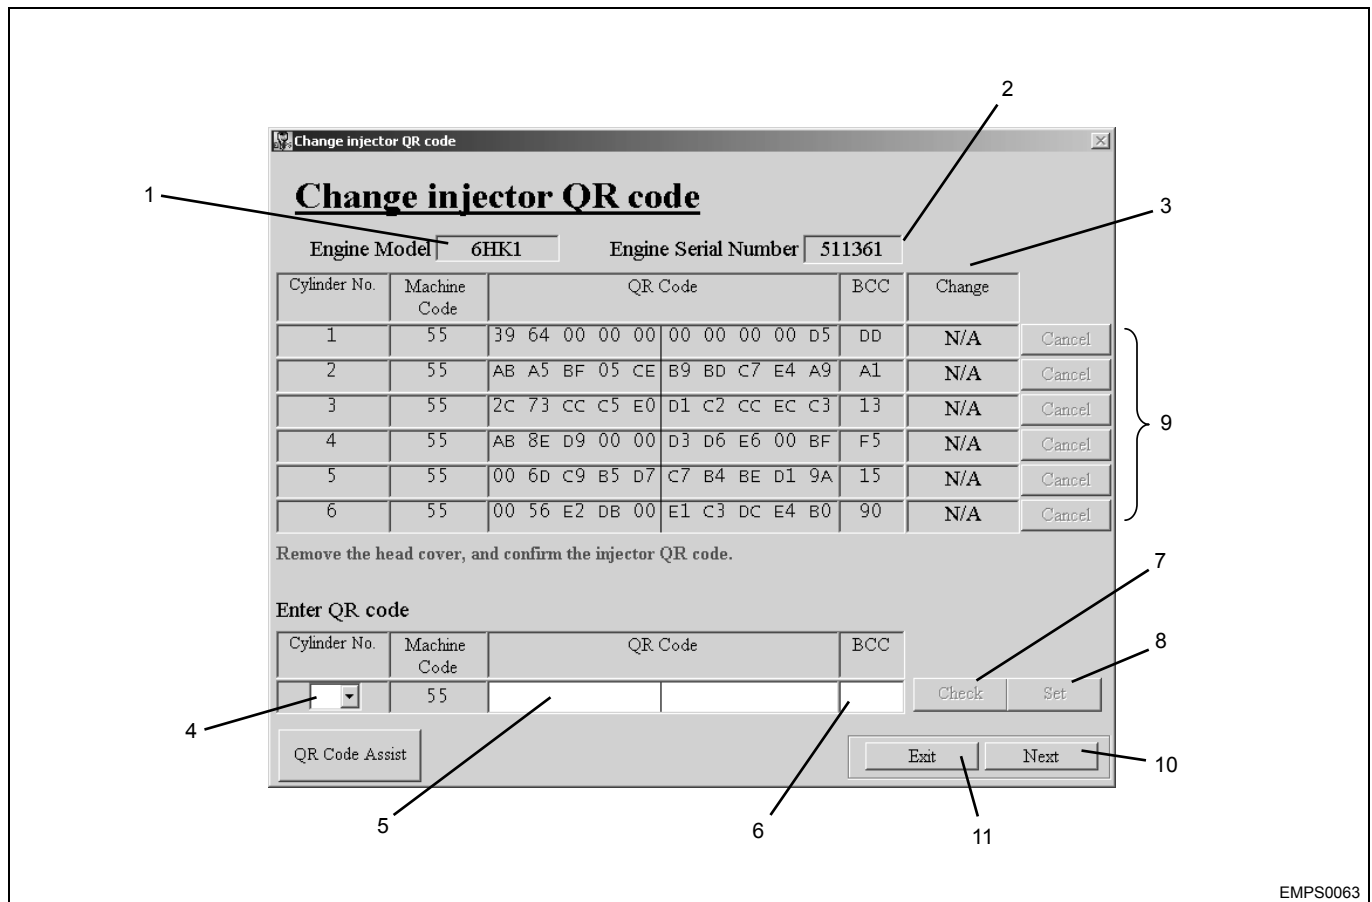 2
Change injector QR code
Change injector QR code
1
3
Engine Model 6HK1 Engine Serial Number 511361
Cylinder No. Machine Code QR Code BCC Change
1 55 39 64 00 00 00 00 00 00 00 D5 DD N/A Cancel
2 55 AB A5 BF 05 CE B9 BD C7 E4 A9 A1 N/A Cancel
3 55 2C 73 CC C5 E0 D1 C2 CC EC C3 13 N/A Cancel
9
4 55 AB 8E D9 00 00 D3 D6 E6 00 BF F5 N/A Cancel
5 55 00 6D C9 B5 D7 C7 B4 BE D1 9A 15 N/A Cancel
6 55 00 56 E2 DB 00 E1 C3 DC E4 B0 90 N/A Cancel
Remove the head cover, and confirm the injector QR code.
7
Enter QR code
Cylinder No. Machine Code QR Code BCC
8
55 Check Set
4
QR Code Assist Exit Next
10
5
6
11
EMPS0063